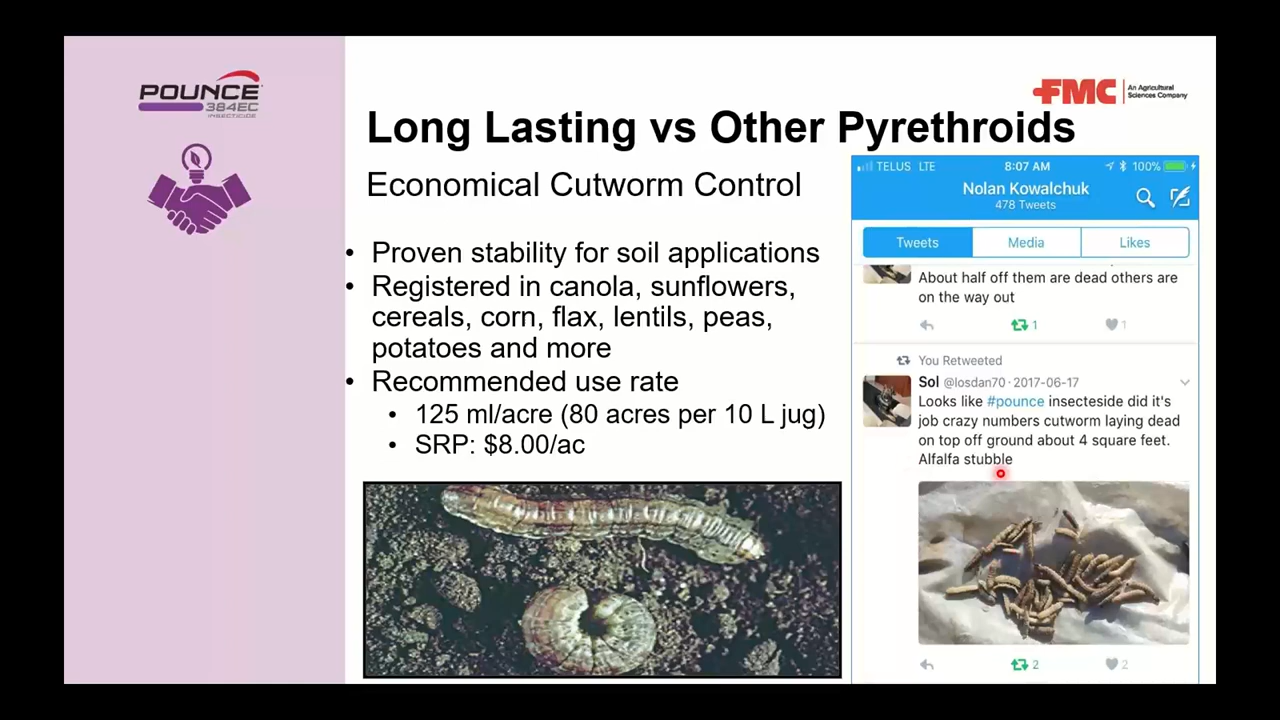 POUNCE
384EC
INSECTICIDE
FMC
An Agricultural
Sciences Company
Long Lasting vs Other Pyrethroids
Economical Cutworm Control
• Proven stability for soil applications
• Registered in canola, sunflowers,
cereals, corn, flax, lentils, peas,
potatoes and more
• Recommended use rate
• 125 ml/acre (80 acres per 10 L jug)
• SRP: $8.00/ac
TELUS LTE 8:07 AM 100%
Nolan Kowalchuk
478 Tweets
Tweets Media Likes
About half off them are dead others are
on the way out
1 1
You Retweeted
Sol @losdan70 · 2017-06-17
Looks like #pounce insecteside did it's
job crazy numbers cutworm laying dead
on top off ground about 4 square feet.
Alfalfa stubble
2 2